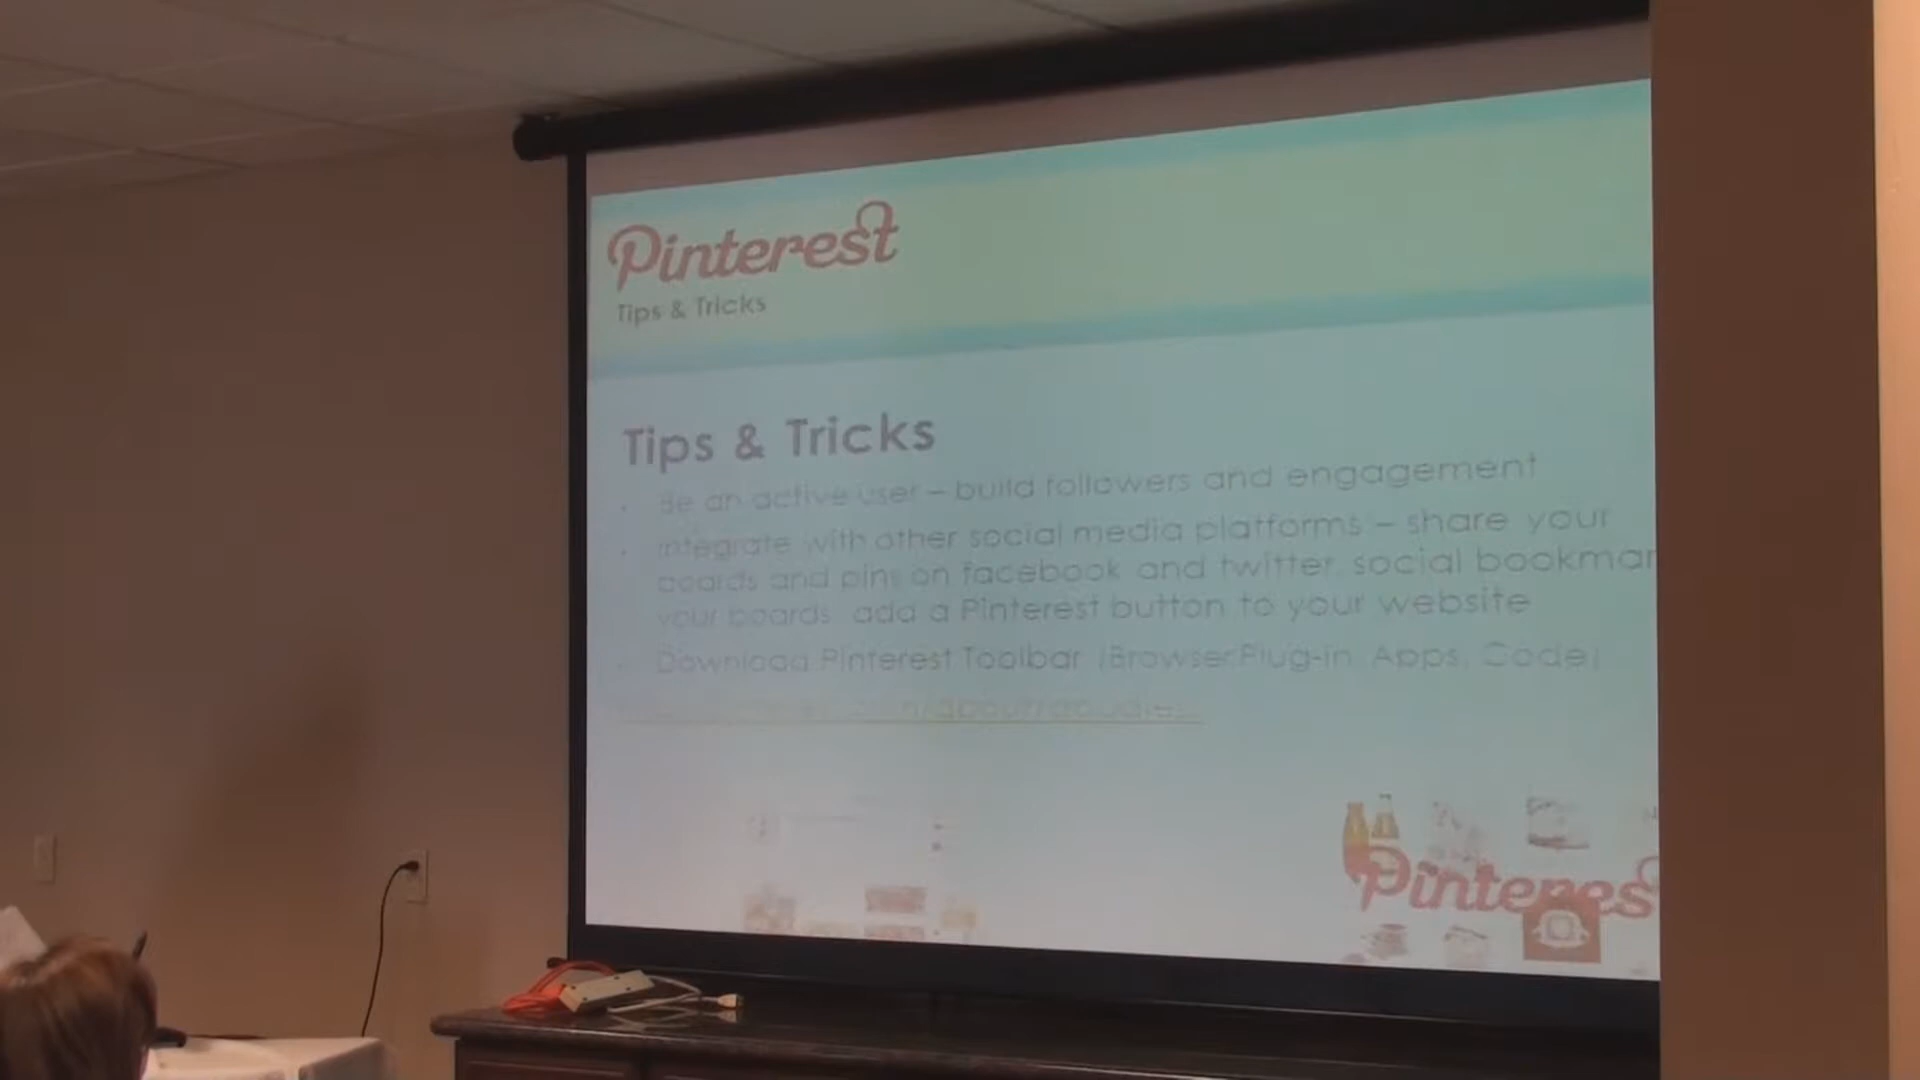 Pinterest
Tips & Tricks
Tips & Tricks
Be an active user – build followers and engagement
Integrate with other social media platforms – share your
boards and pins on facebook and twitter, social bookmar
your boards, add a Pinterest button to your website
Download Pinterest Toolbar (Browser Plug-in, Apps, Code)
Pinteres